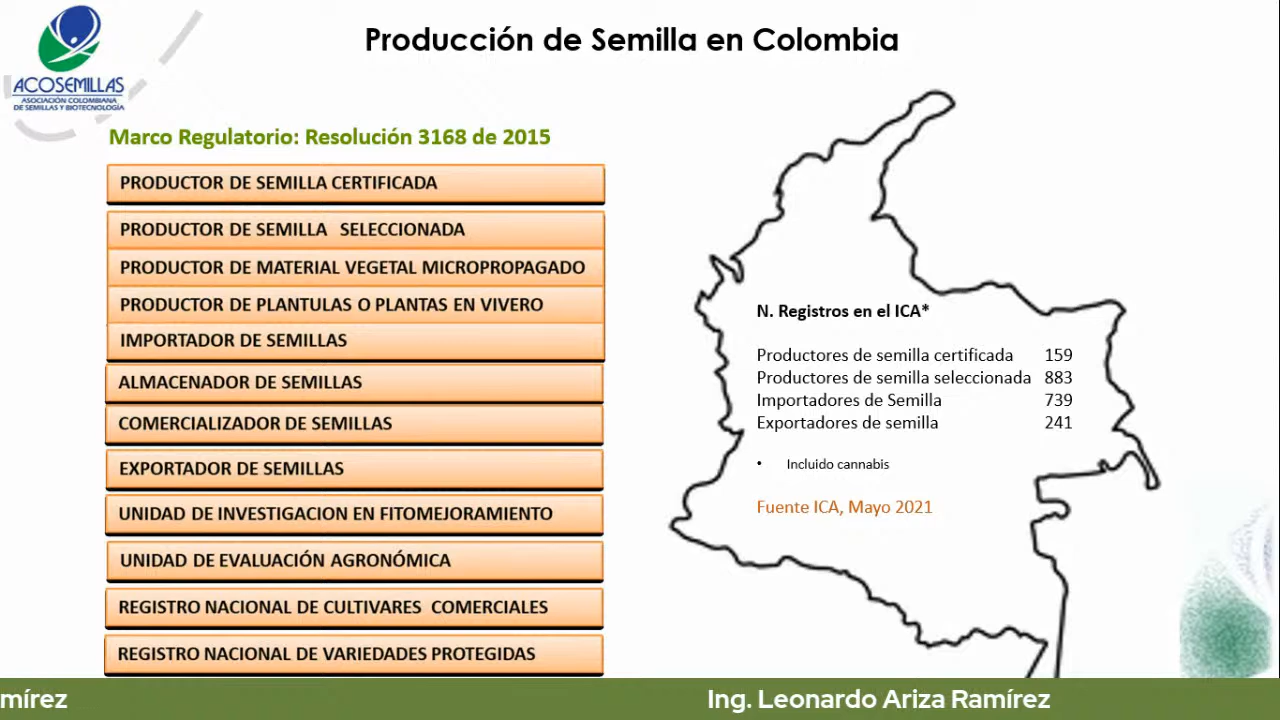 ACOSEMILLAS
ASOCIACIÓN COLOMBIANA
DE SEMILLAS Y BIOTECNOLOGÍA
Producción de Semilla en Colombia
Marco Regulatorio: Resolución 3168 de 2015
PRODUCTOR DE SEMILLA CERTIFICADA
PRODUCTOR DE SEMILLA SELECCIONADA
PRODUCTOR DE MATERIAL VEGETAL MICROPROPAGADO
PRODUCTOR DE PLANTULAS O PLANTAS EN VIVERO
IMPORTADOR DE SEMILLAS
ALMACENADOR DE SEMILLAS
COMERCIALIZADOR DE SEMILLAS
EXPORTADOR DE SEMILLAS
UNIDAD DE INVESTIGACION EN FITOMEJORAMIENTO
UNIDAD DE EVALUACIÓN AGRONÓMICA
REGISTRO NACIONAL DE CULTIVARES COMERCIALES
REGISTRO NACIONAL DE VARIEDADES PROTEGIDAS
N. Registros en el ICA*
Productores de semilla certificada 159
Productores de semilla seleccionada 883
Importadores de Semilla 739
Exportadores de semilla 241
• Incluido cannabis
Fuente ICA, Mayo 2021
mírez
Ing. Leonardo Ariza Ramírez